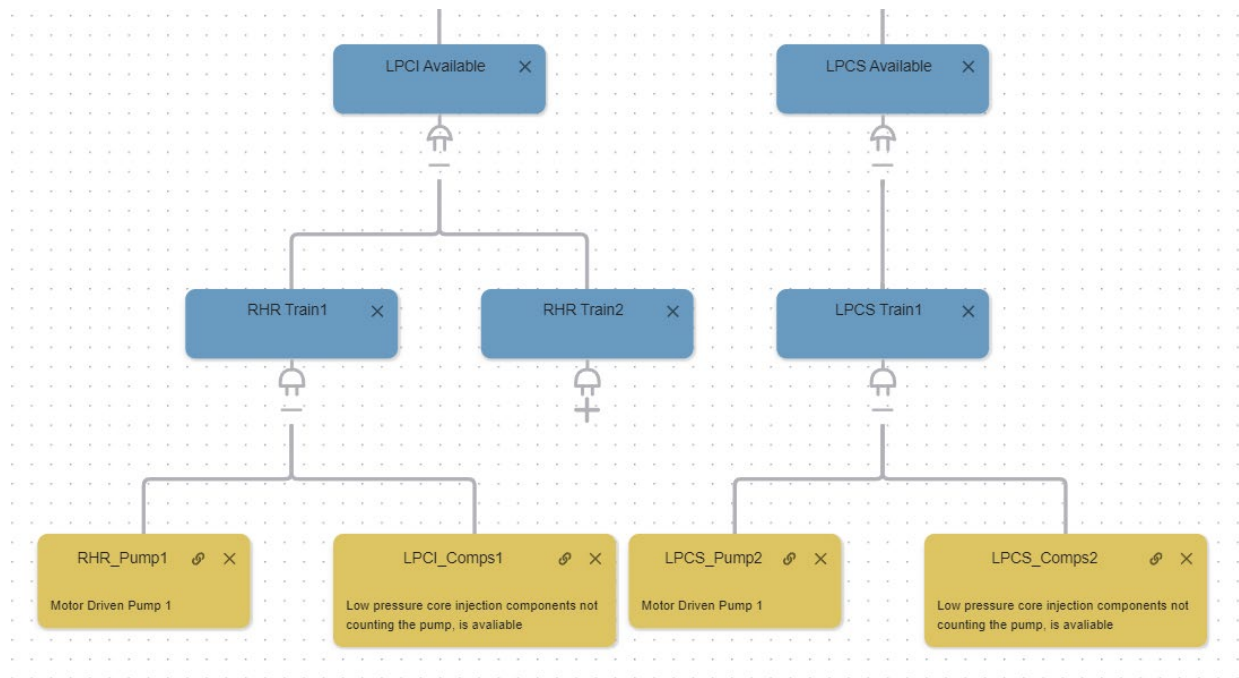 LPCI Available
LPCS Available
RHR Train1
RHR Train2
LPCS Train1
RHR_Pump1
Motor Driven Pump 1
LPCI_Comps1
Low pressure core injection components not
counting the pump, is avaliable
LPCS_Pump2
Motor Driven Pump 1
LPCS_Comps2
Low pressure core injection components not
counting the pump, is avaliable